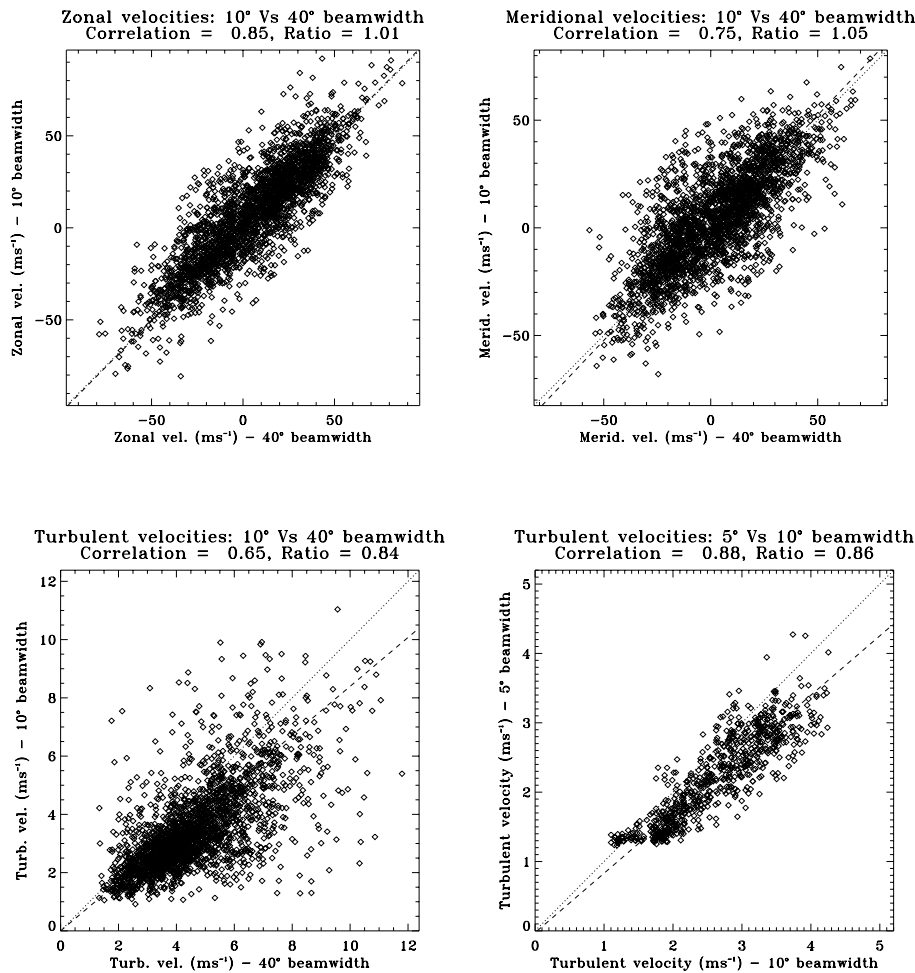 Zonal velocities: 10° Vs 40° beamwidth
Correlation = 0.85, Ratio = 1.01
50
0
−50
−50 0 50
Zonal vel. (ms⁻¹) − 10° beamwidth
Zonal vel. (ms⁻¹) − 40° beamwidth
Meridional velocities: 10° Vs 40° beamwidth
Correlation = 0.75, Ratio = 1.05
50
0
−50
−50 0 50
Merid. vel. (ms⁻¹) − 10° beamwidth
Merid. vel. (ms⁻¹) − 40° beamwidth
Turbulent velocities: 10° Vs 40° beamwidth
Correlation = 0.65, Ratio = 0.84
12
10
8
6
4
2
0
0 2 4 6 8 10 12
Turb. vel. (ms⁻¹) − 10° beamwidth
Turb. vel. (ms⁻¹) − 40° beamwidth
Turbulent velocities: 5° Vs 10° beamwidth
Correlation = 0.88, Ratio = 0.86
5
4
3
2
1
0
0 1 2 3 4 5
Turbulent velocity (ms⁻¹) − 5° beamwidth
Turbulent velocity (ms⁻¹) − 10° beamwidth